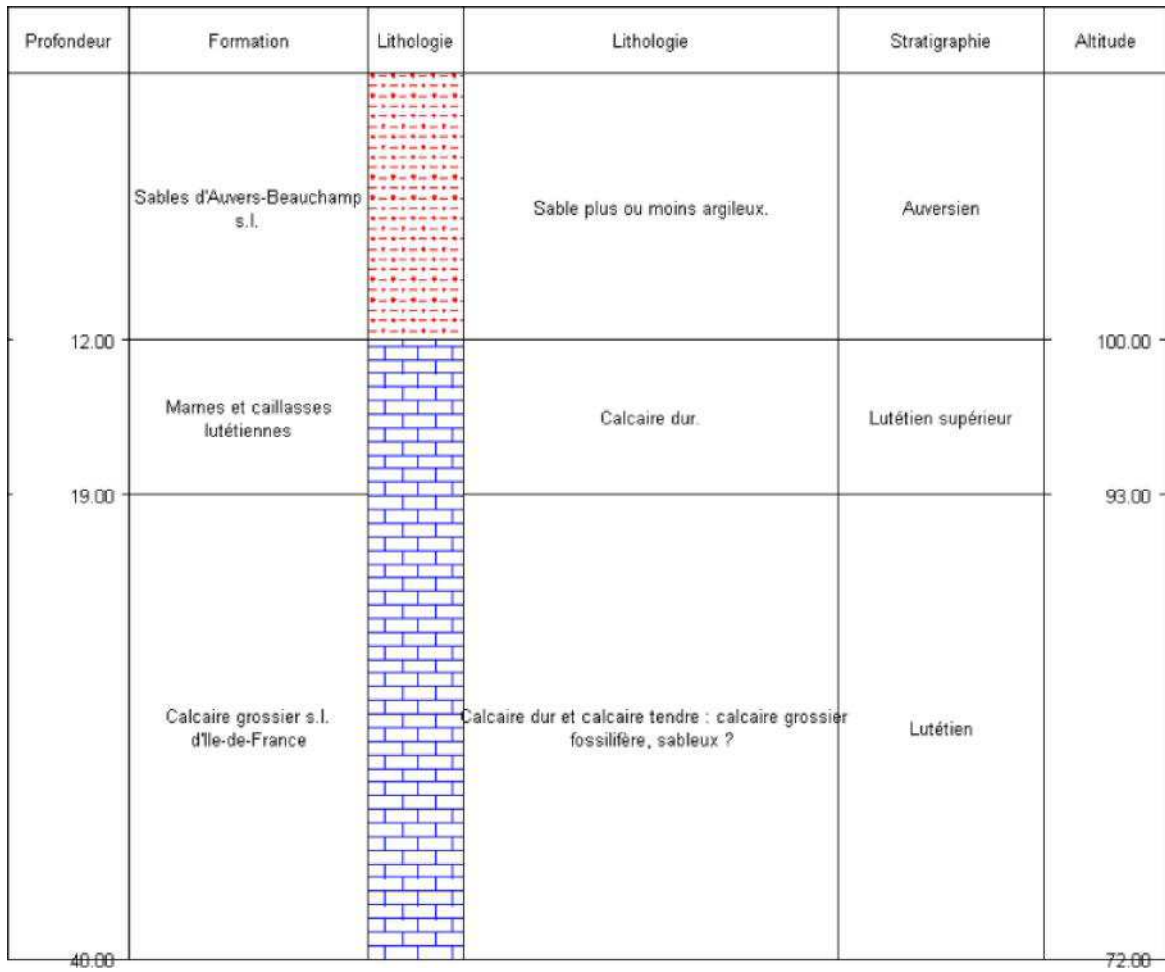 Profondeur Formation Lithologie Lithologie Stratigraphie Altitude
Sables d'Auvers-Beauchamp
s.l.
Sable plus ou moins argileux.
Auversien
12.00
100.00
Marnes et caillasses
lutétiennes
Calcaire dur.
Lutétien supérieur
19.00
93.00
Calcaire grossier s.l.
d'Ile-de-France
Calcaire dur et calcaire tendre : calcaire grossier
fossilifère, sableux ?
Lutétien
40.00
72.00